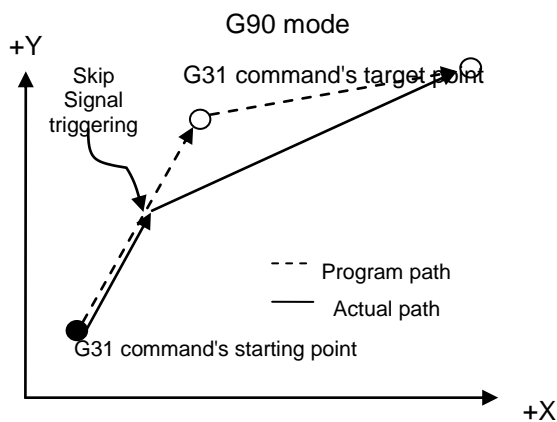 G90 mode
+Y
Skip
Signal
triggering
G31 command's target point
Program path
Actual path
G31 command's starting point
+X